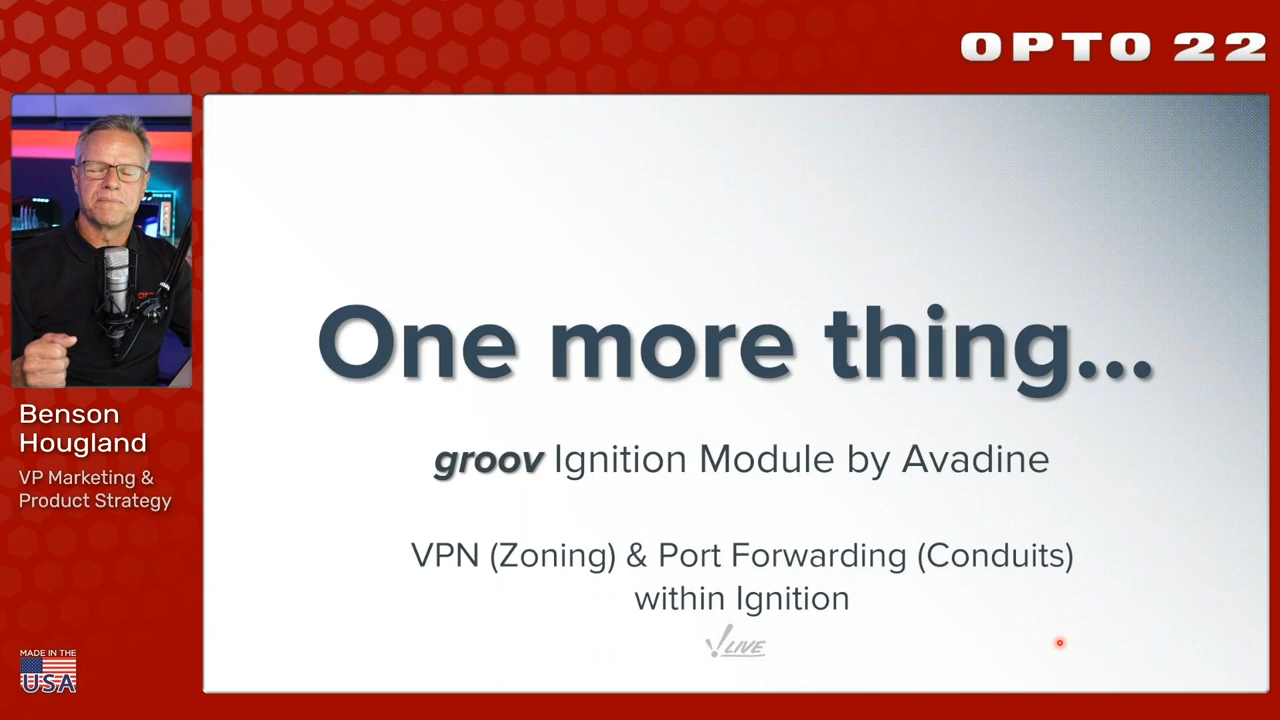 OPTO 22
Benson
Hougland
VP Marketing &
Product Strategy
One more thing...
groov Ignition Module by Avadine
VPN (Zoning) & Port Forwarding (Conduits)
within Ignition
LIVE
MADE IN THE
USA